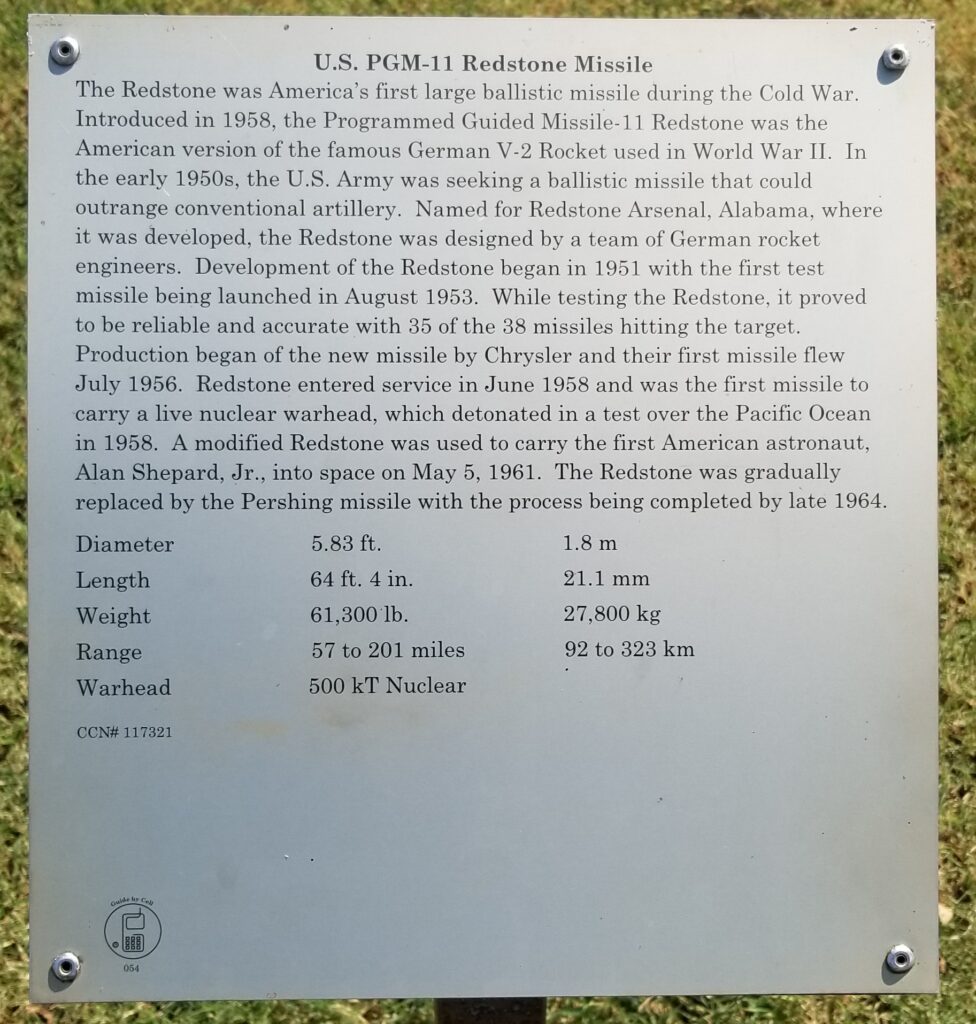 U.S. PGM-11 Redstone Missile
The Redstone was America's first large ballistic missile during the Cold War.
Introduced in 1958, the Programmed Guided Missile-11 Redstone was the
American version of the famous German V-2 Rocket used in World War II.  In
the early 1950s, the U.S. Army was seeking a ballistic missile that could
outrange conventional artillery.  Named for Redstone Arsenal, Alabama, where
it was developed, the Redstone was designed by a team of German rocket
engineers.  Development of the Redstone began in 1951 with the first test
missile being launched in August 1953.  While testing the Redstone, it proved
to be reliable and accurate with 35 of the 38 missiles hitting the target.
Production began of the new missile by Chrysler and their first missile flew
July 1956.  Redstone entered service in June 1958 and was the first missile to
carry a live nuclear warhead, which detonated in a test over the Pacific Ocean
in 1958.  A modified Redstone was used to carry the first American astronaut,
Alan Shepard, Jr., into space on May 5, 1961.  The Redstone was gradually
replaced by the Pershing missile with the process being completed by late 1964.
Diameter 5.83 ft. 1.8 m
Length 64 ft. 4 in. 21.1 mm
Weight 61,300 lb. 27,800 kg
Range 57 to 201 miles 92 to 323 km
Warhead 500 kT Nuclear
CCN# 117321
Guide by Cell
054